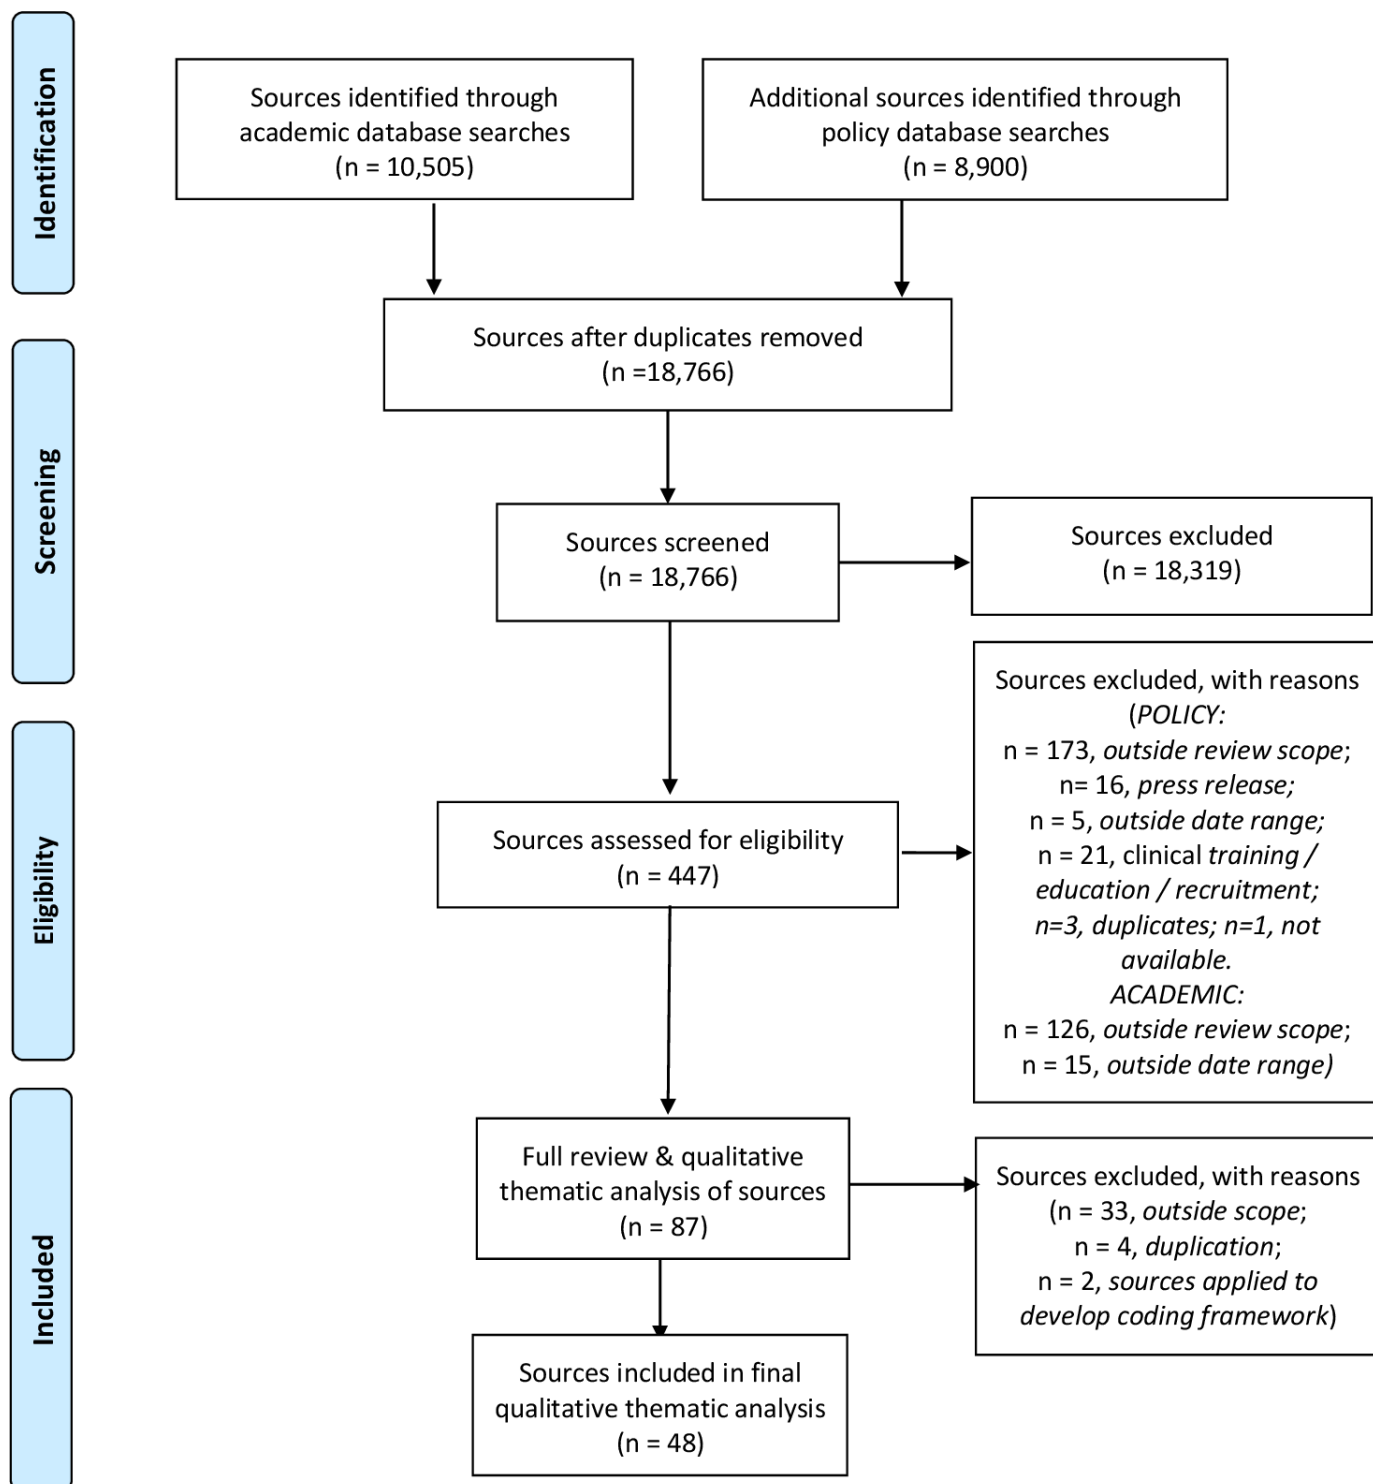 Identification
Sources identified through
academic database searches
(n = 10,505)
Additional sources identified through
policy database searches
(n = 8,900)
Sources after duplicates removed
(n =18,766)
Screening
Sources screened
(n = 18,766)
Sources excluded
(n = 18,319)
Eligibility
Sources assessed for eligibility
(n = 447)
Sources excluded, with reasons
(POLICY:
n = 173, outside review scope;
n= 16, press release;
n = 5, outside date range;
n = 21, clinical training /
education / recruitment;
n=3, duplicates; n=1, not
available.
ACADEMIC:
n = 126, outside review scope;
n = 15, outside date range)
Included
Full review & qualitative
thematic analysis of sources
(n = 87)
Sources excluded, with reasons
(n = 33, outside scope;
n = 4, duplication;
n = 2, sources applied to
develop coding framework)
Sources included in final
qualitative thematic analysis
(n = 48)